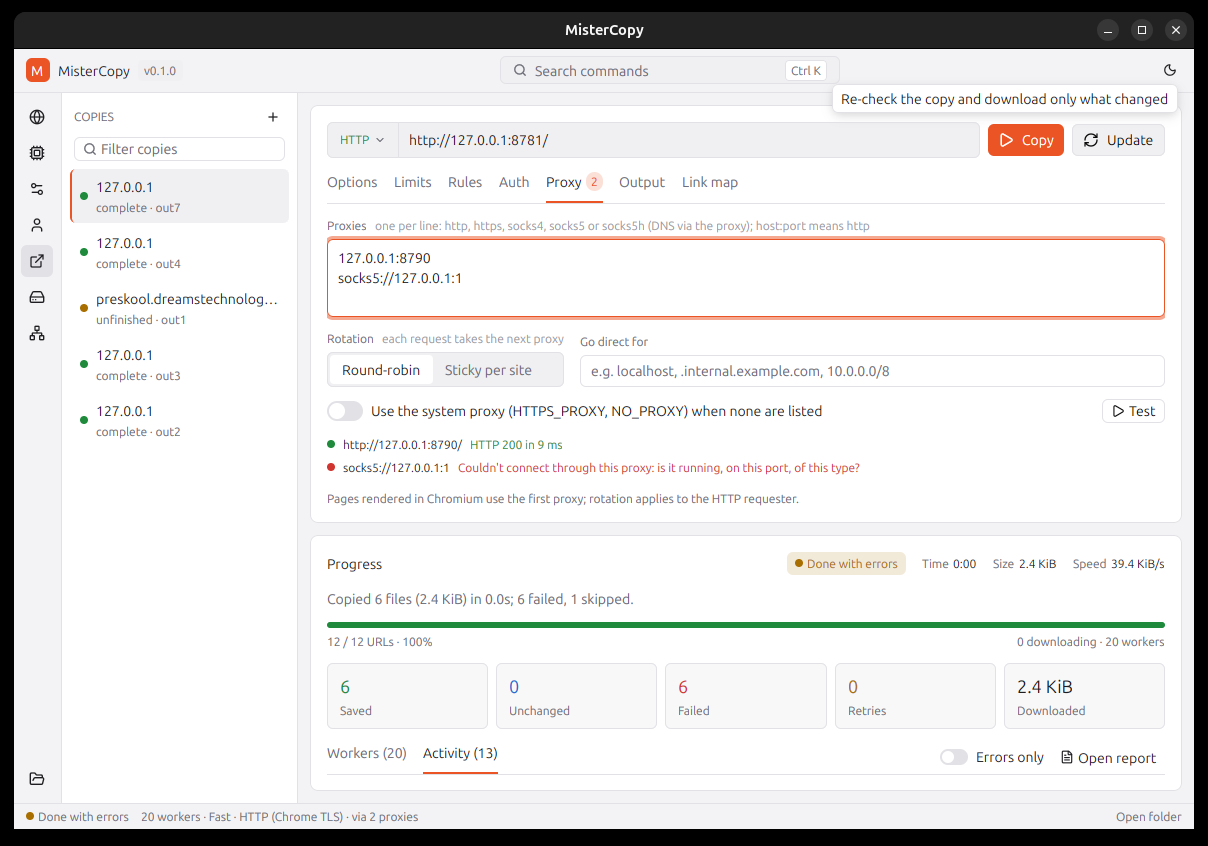 MisterCopy
M MisterCopy v0.1.0
Search commands Ctrl K
Re-check the copy and download only what changed
COPIES
Filter copies
127.0.0.1
complete · out7
127.0.0.1
complete · out4
preskool.dreamstechnolog…
unfinished · out1
127.0.0.1
complete · out3
127.0.0.1
complete · out2
HTTP http://127.0.0.1:8781/
Copy Update
Options Limits Rules Auth Proxy 2 Output Link map
Proxies one per line: http, https, socks4, socks5 or socks5h (DNS via the proxy); host:port means http
127.0.0.1:8790
socks5://127.0.0.1:1
Rotation each request takes the next proxy
Round-robin Sticky per site
Go direct for
e.g. localhost, .internal.example.com, 10.0.0.0/8
Use the system proxy (HTTPS_PROXY, NO_PROXY) when none are listed
Test
http://127.0.0.1:8790/ HTTP 200 in 9 ms
socks5://127.0.0.1:1 Couldn't connect through this proxy: is it running, on this port, of this type?
Pages rendered in Chromium use the first proxy; rotation applies to the HTTP requester.
Progress
Done with errors Time 0:00 Size 2.4 KiB Speed 39.4 KiB/s
Copied 6 files (2.4 KiB) in 0.0s; 6 failed, 1 skipped.
12 / 12 URLs · 100%
0 downloading · 20 workers
6
Saved
0
Unchanged
6
Failed
0
Retries
2.4 KiB
Downloaded
Workers (20) Activity (13)
Errors only Open report
Done with errors 20 workers · Fast · HTTP (Chrome TLS) · via 2 proxies
Open folder